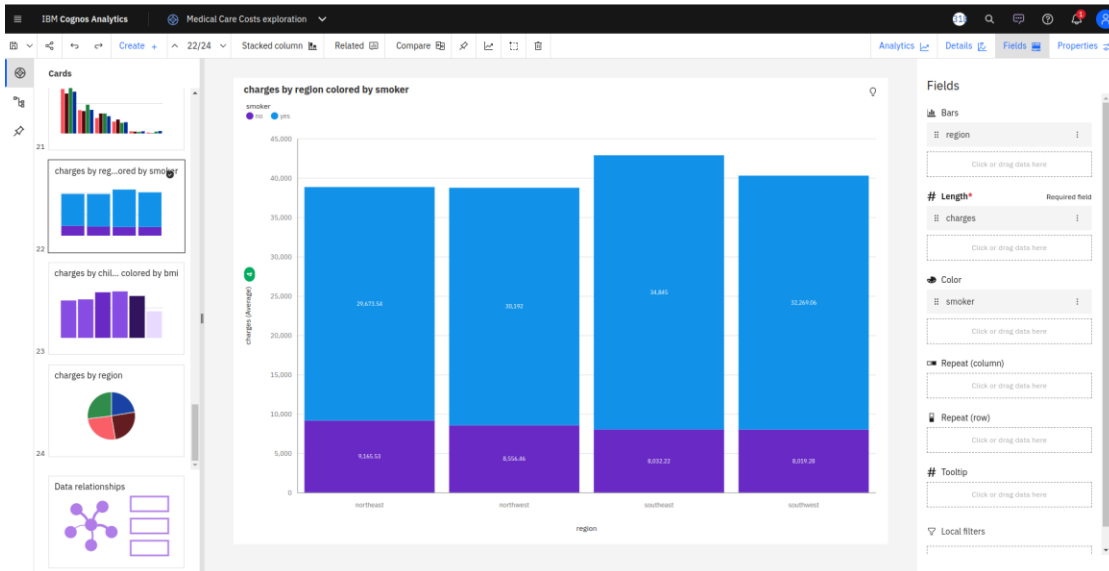 IBM Cognos Analytics
Medical Care Costs exploration
Create +
22/24
Stacked column
Related
Compare
Analytics
Details
Fields
Properties
Cards
21
charges by reg...ored by smoker
22
charges by chil... colored by bmi
23
charges by region
24
Data relationships
charges by region colored by smoker
smoker
no yes
45,000
40,000
35,000
30,000
25,000
20,000
15,000
10,000
5,000
0
charges (Average)
4
29,673.54
30,192
34,845
32,269.06
9,165.53
8,556.46
8,032.22
8,019.28
northeast
northwest
southeast
southwest
region
Fields
Bars
region
Click or drag data here
# Length* Required field
charges
Click or drag data here
Color
smoker
Click or drag data here
Repeat (column)
Click or drag data here
Repeat (row)
Click or drag data here
# Tooltip
Click or drag data here
Local filters